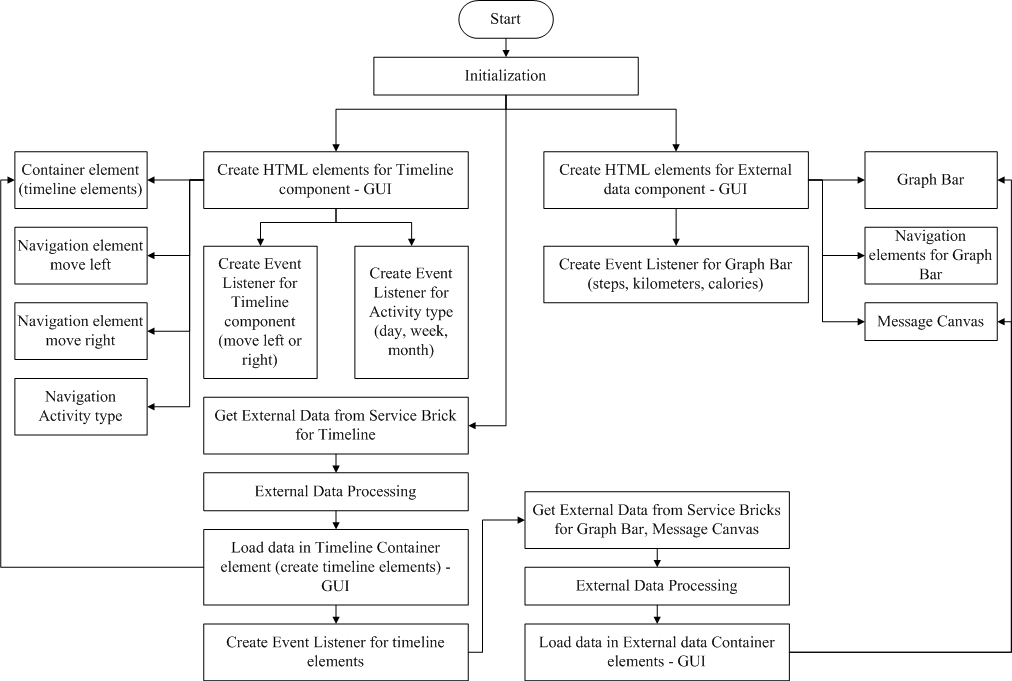 Start
Initialization
Container element
(timeline elements)
Create HTML elements for Timeline
component - GUI
Create HTML elements for External
data component - GUI
Graph Bar
Navigation element
move left
Create Event
Listener for
Timeline
component
(move left or
right)
Create Event
Listener for
Activity type
(day, week,
month)
Create Event Listener for Graph Bar
(steps, kilometers, calories)
Navigation
elements for Graph
Bar
Navigation element
move right
Message Canvas
Navigation
Activity type
Get External Data from Service Brick
for Timeline
External Data Processing
Load data in Timeline Container
element (create timeline elements) -
GUI
Create Event Listener for timeline
elements
Get External Data from Service Bricks
for Graph Bar, Message Canvas
External Data Processing
Load data in External data Container
elements - GUI